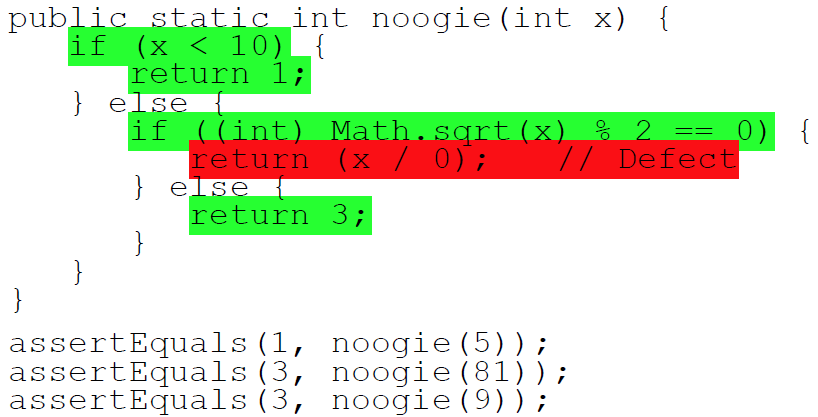 public static int noogie(int x) {
if (x < 10) {
return 1;
} else {
if ((int) Math.sqrt(x) % 2 == 0) {
return (x / 0); // Defect
} else {
return 3;
}
}
}
assertEquals(1, noogie(5));
assertEquals(3, noogie(81));
assertEquals(3, noogie(9));